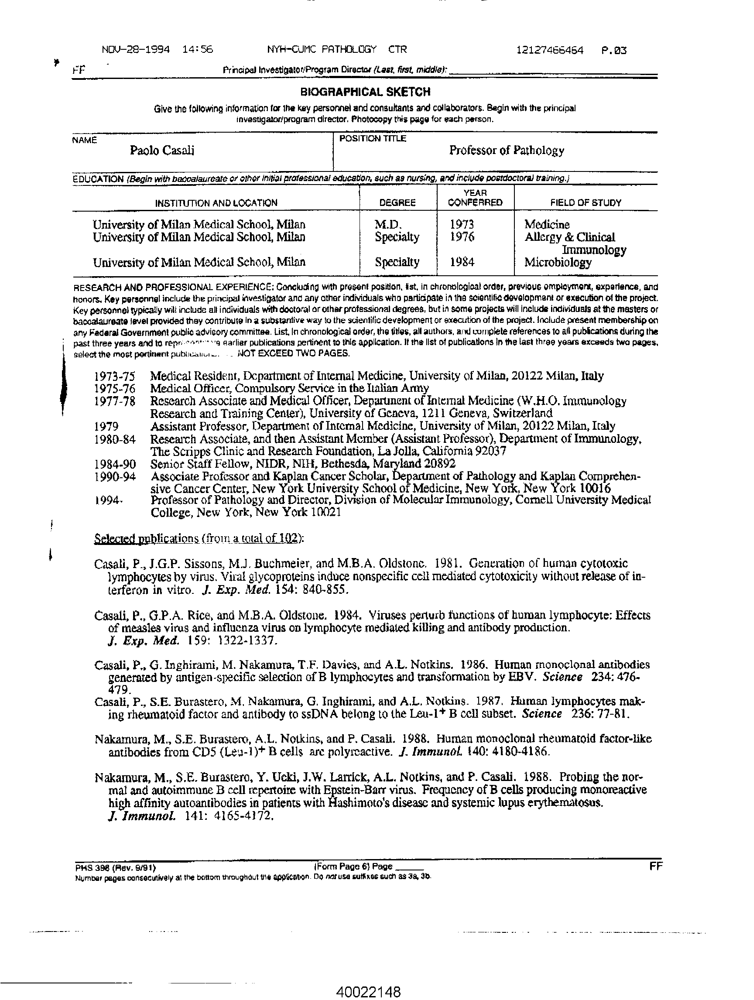 NOV-28-1994 14:56 NYH-CUMC PATHOLOGY CTR 12127466464 P.03
FF Principal Investigator/Program Director (Last, first, middle):
BIOGRAPHICAL SKETCH
Give the following information for the key personnel and consultants and collaborators. Begin with the principal
investigator/program director. Photocopy this page for each person.
NAME POSITION TITLE
Paolo Casali Professor of Pathology
EDUCATION (Begin with baccalaureate or other initial professional education, such as nursing, and include postdoctoral training.)
INSTITUTION AND LOCATION DEGREE YEAR CONFERRED FIELD OF STUDY
University of Milan Medical School, Milan M.D. 1973 Medicine
University of Milan Medical School, Milan Specialty 1976 Allergy & Clinical
Immunology
University of Milan Medical School, Milan Specialty 1984 Microbiology
RESEARCH AND PROFESSIONAL EXPERIENCE: Concluding with present position, list, in chronological order, previous employment, experience, and
honors. Key personnel include the principal investigator and any other individuals who participate in the scientific development or execution of the project.
Key personnel typically will include all individuals with doctoral or other professional degrees, but in some projects will include individuals at the masters or
baccalaureate level provided they contribute in a substantive way to the scientific development or execution of the project. Include present membership on
any Federal Government public advisory committee. List, in chronological order, the titles, all authors, and complete references to all publications during the
past three years and to earlier publications pertinent to this application. If the list of publications in the last three years exceeds two pages,
select the most pertinent NOT EXCEED TWO PAGES.
1973-75 Medical Resident, Department of Internal Medicine, University of Milan, 20122 Milan, Italy
1975-76 Medical Officer, Compulsory Service in the Italian Army
1977-78 Research Associate and Medical Officer, Department of Internal Medicine (W.H.O. Immunology
Research and Training Center), University of Geneva, 1211 Geneva, Switzerland
1979 Assistant Professor, Department of Internal Medicine, University of Milan, 20122 Milan, Italy
1980-84 Research Associate, and then Assistant Member (Assistant Professor), Department of Immunology,
The Scripps Clinic and Research Foundation, La Jolla, California 92037
1984-90 Senior Staff Fellow, NIDR, NIH, Bethesda, Maryland 20892
1990-94 Associate Professor and Kaplan Cancer Scholar, Department of Pathology and Kaplan Comprehen-
sive Cancer Center, New York University School of Medicine, New York, New York 10016
1994- Professor of Pathology and Director, Division of Molecular Immunology, Cornell University Medical
College, New York, New York 10021
Selected publications (from a total of 102):
Casali, P., J.G.P. Sissons, M.J. Buchmeier, and M.B.A. Oldstone. 1981. Generation of human cytotoxic
lymphocytes by virus. Viral glycoproteins induce nonspecific cell mediated cytotoxicity without release of in-
terferon in vitro. J. Exp. Med. 154: 840-855.
Casali, P., G.P.A. Rice, and M.B.A. Oldstone. 1984. Viruses perturb functions of human lymphocyte: Effects
of measles virus and influenza virus on lymphocyte mediated killing and antibody production.
J. Exp. Med. 159: 1322-1337.
Casali, P., G. Inghirami, M. Nakamura, T.F. Davies, and A.L. Notkins. 1986. Human monoclonal antibodies
generated by antigen-specific selection of B lymphocytes and transformation by EBV. Science 234: 476-
479.
Casali, P., S.E. Burastero, M. Nakamura, G. Inghirami, and A.L. Notkins. 1987. Human lymphocytes mak-
ing rheumatoid factor and antibody to ssDNA belong to the Leu-1+ B cell subset. Science 236: 77-81.
Nakamura, M., S.E. Burastero, A.L. Notkins, and P. Casali. 1988. Human monoclonal rheumatoid factor-like
antibodies from CD5 (Leu-1)+ B cells are polyreactive. J. Immunol. 140: 4180-4186.
Nakamura, M., S.E. Burastero, Y. Ueki, J.W. Larrick, A.L. Notkins, and P. Casali. 1988. Probing the nor-
mal and autoimmune B cell repertoire with Epstein-Barr virus. Frequency of B cells producing monoreactive
high affinity autoantibodies in patients with Hashimoto's disease and systemic lupus erythematosus.
J. Immunol. 141: 4165-4172.
PHS 398 (Rev. 9/91) (Form Page 6) Page FF
Number pages consecutively at the bottom throughout the application. Do not use suffixes such as 3a, 3b.
40022148